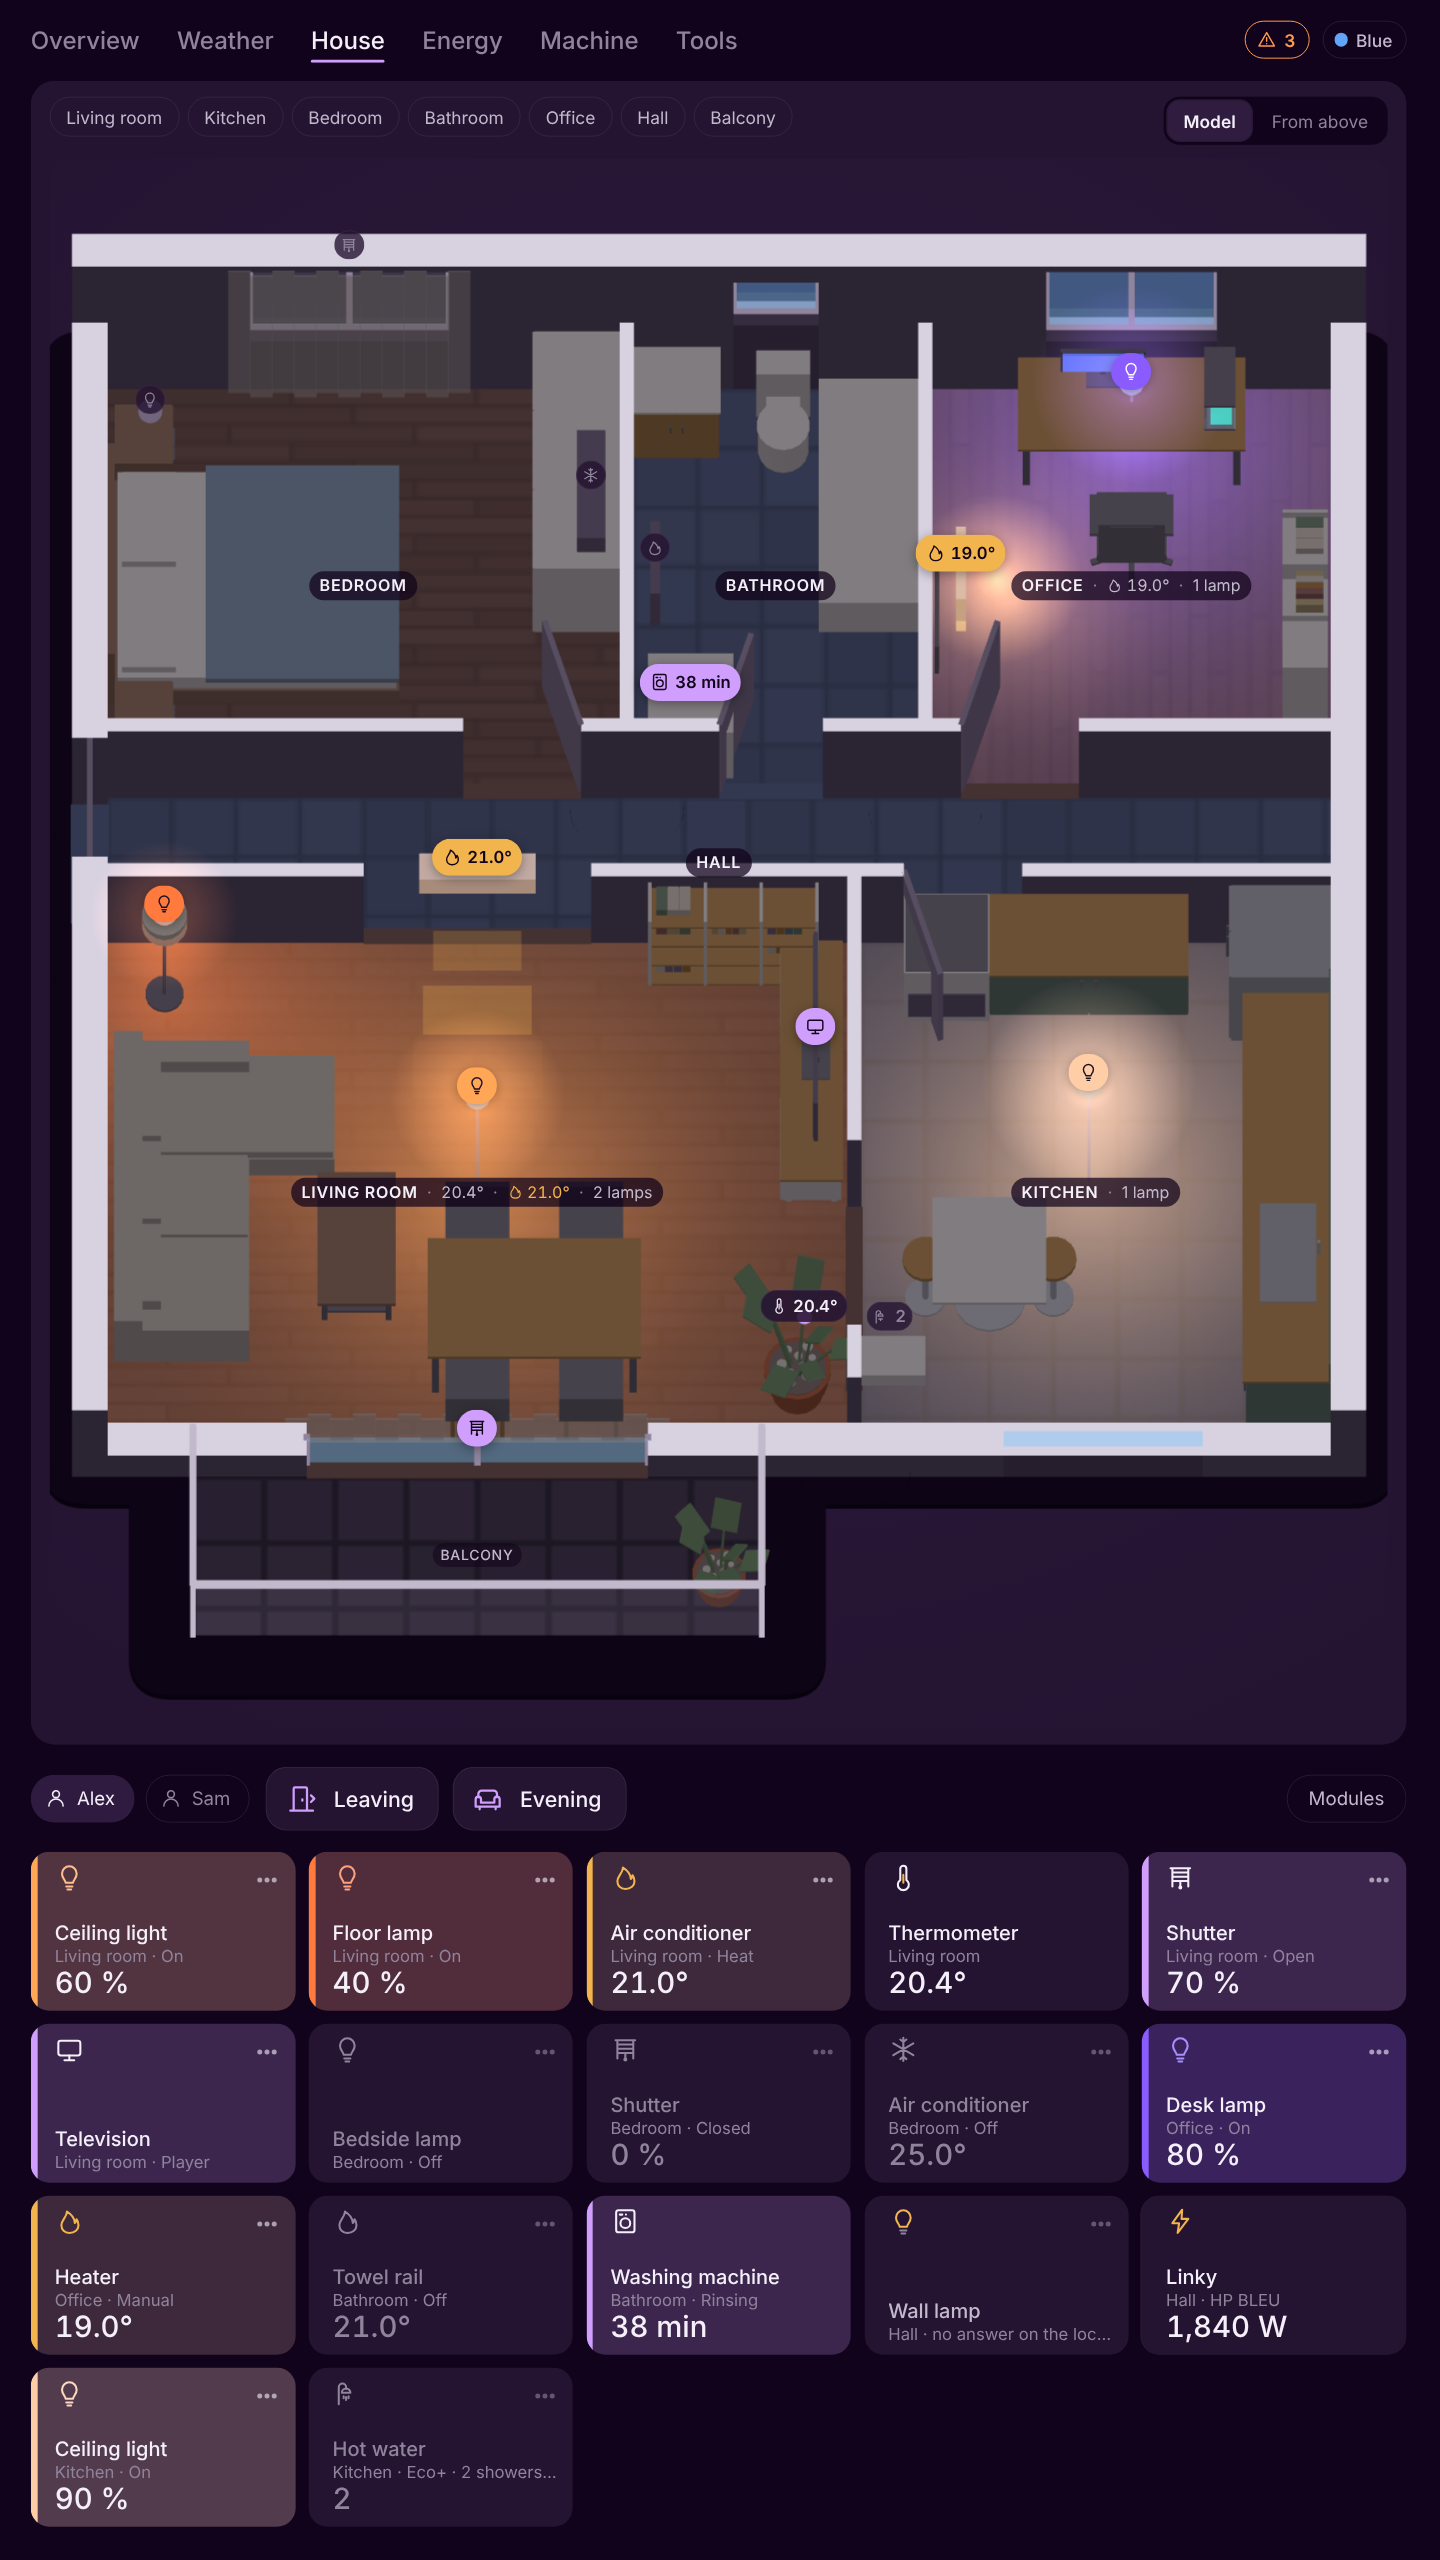 Overview Weather House Energy Machine Tools 3 Blue
Living room Kitchen Bedroom Bathroom Office Hall Balcony Model From above
19.0°
BEDROOM BATHROOM OFFICE · 19.0° · 1 lamp
38 min
21.0° HALL
LIVING ROOM · 20.4° · 21.0° · 2 lamps KITCHEN · 1 lamp
20.4° 2
BALCONY
Alex Sam Leaving Evening Modules
Ceiling light
Living room · On
60 %
Floor lamp
Living room · On
40 %
Air conditioner
Living room · Heat
21.0°
Thermometer
Living room
20.4°
Shutter
Living room · Open
70 %
Television
Living room · Player
Bedside lamp
Bedroom · Off
Shutter
Bedroom · Closed
0 %
Air conditioner
Bedroom · Off
25.0°
Desk lamp
Office · On
80 %
Heater
Office · Manual
19.0°
Towel rail
Bathroom · Off
21.0°
Washing machine
Bathroom · Rinsing
38 min
Wall lamp
Hall · no answer on the loc...
Linky
Hall · HP BLEU
1,840 W
Ceiling light
Kitchen · On
90 %
Hot water
Kitchen · Eco+ · 2 showers...
2